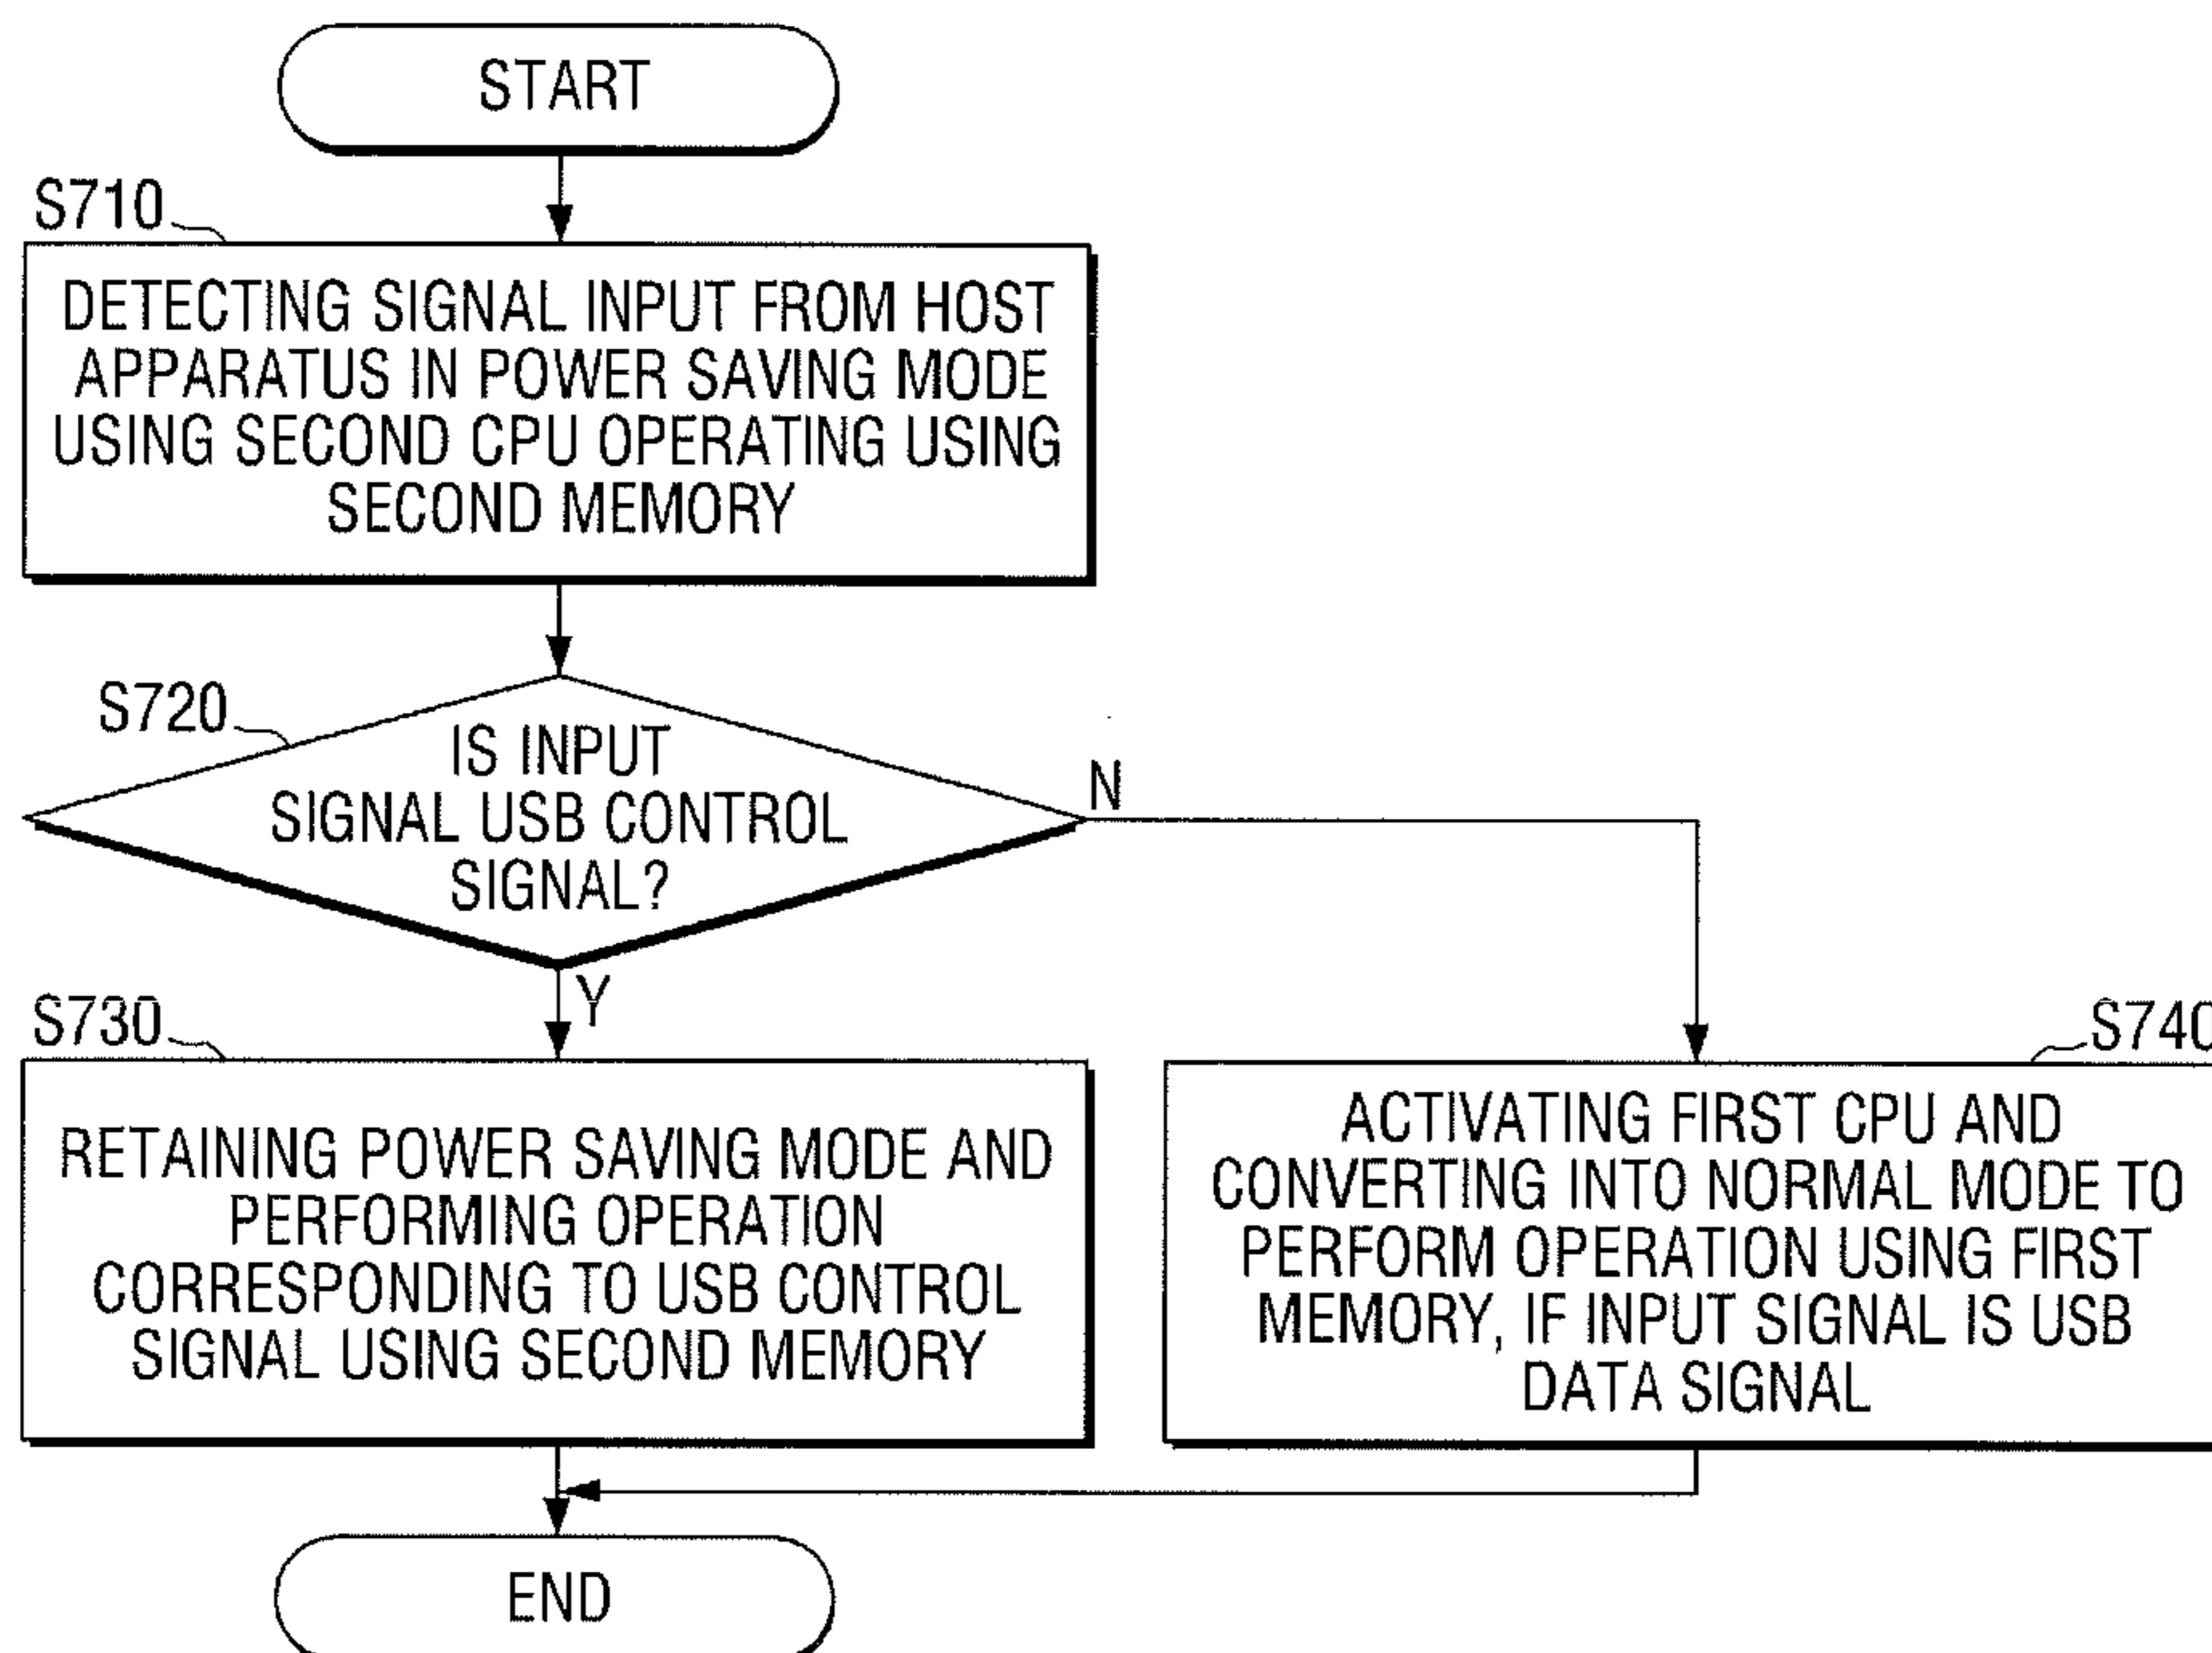 START
S710
DETECTING SIGNAL INPUT FROM HOST
APPARATUS IN POWER SAVING MODE
USING SECOND CPU OPERATING USING
SECOND MEMORY
S720
IS INPUT
SIGNAL USB CONTROL
SIGNAL?
N
Y
S730
RETAINING POWER SAVING MODE AND
PERFORMING OPERATION
CORRESPONDING TO USB CONTROL
SIGNAL USING SECOND MEMORY
S740
ACTIVATING FIRST CPU AND
CONVERTING INTO NORMAL MODE TO
PERFORM OPERATION USING FIRST
MEMORY, IF INPUT SIGNAL IS USB
DATA SIGNAL
END